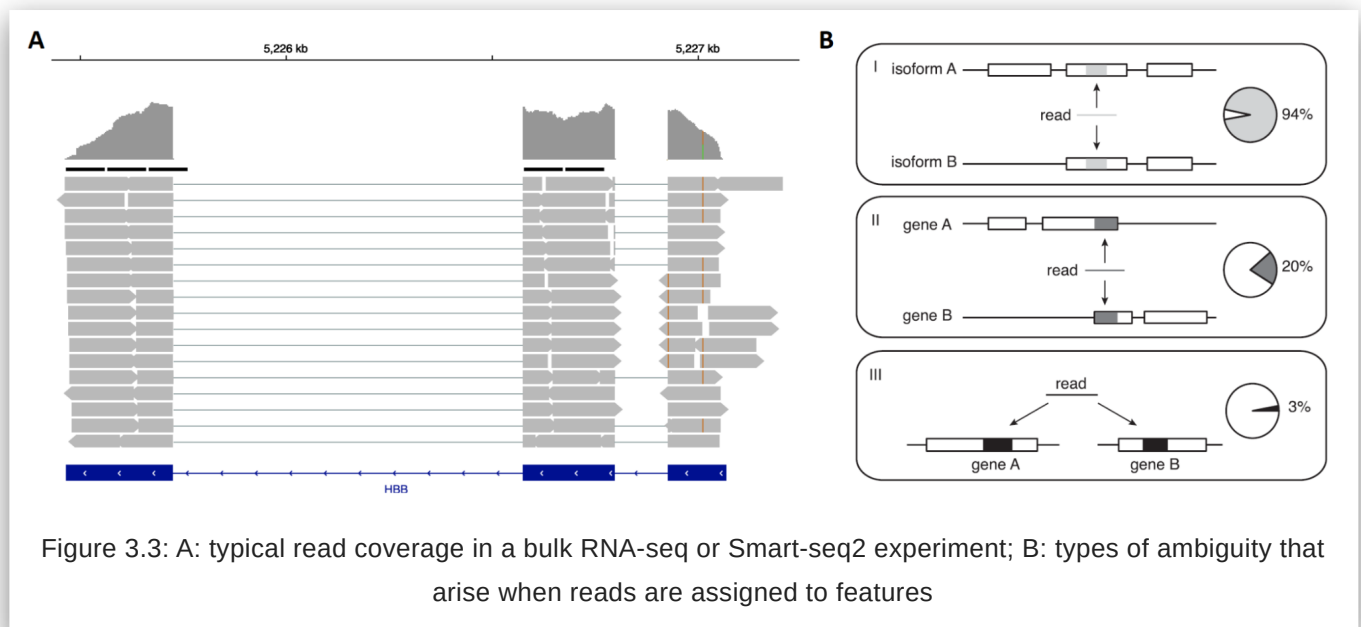 A
5,226 kb
5,227 kb
HBB
B
I
isoform A
read
isoform B
94%
II
gene A
read
gene B
20%
III
read
gene A
gene B
3%
Figure 3.3: A: typical read coverage in a bulk RNA-seq or Smart-seq2 experiment; B: types of ambiguity that
arise when reads are assigned to features